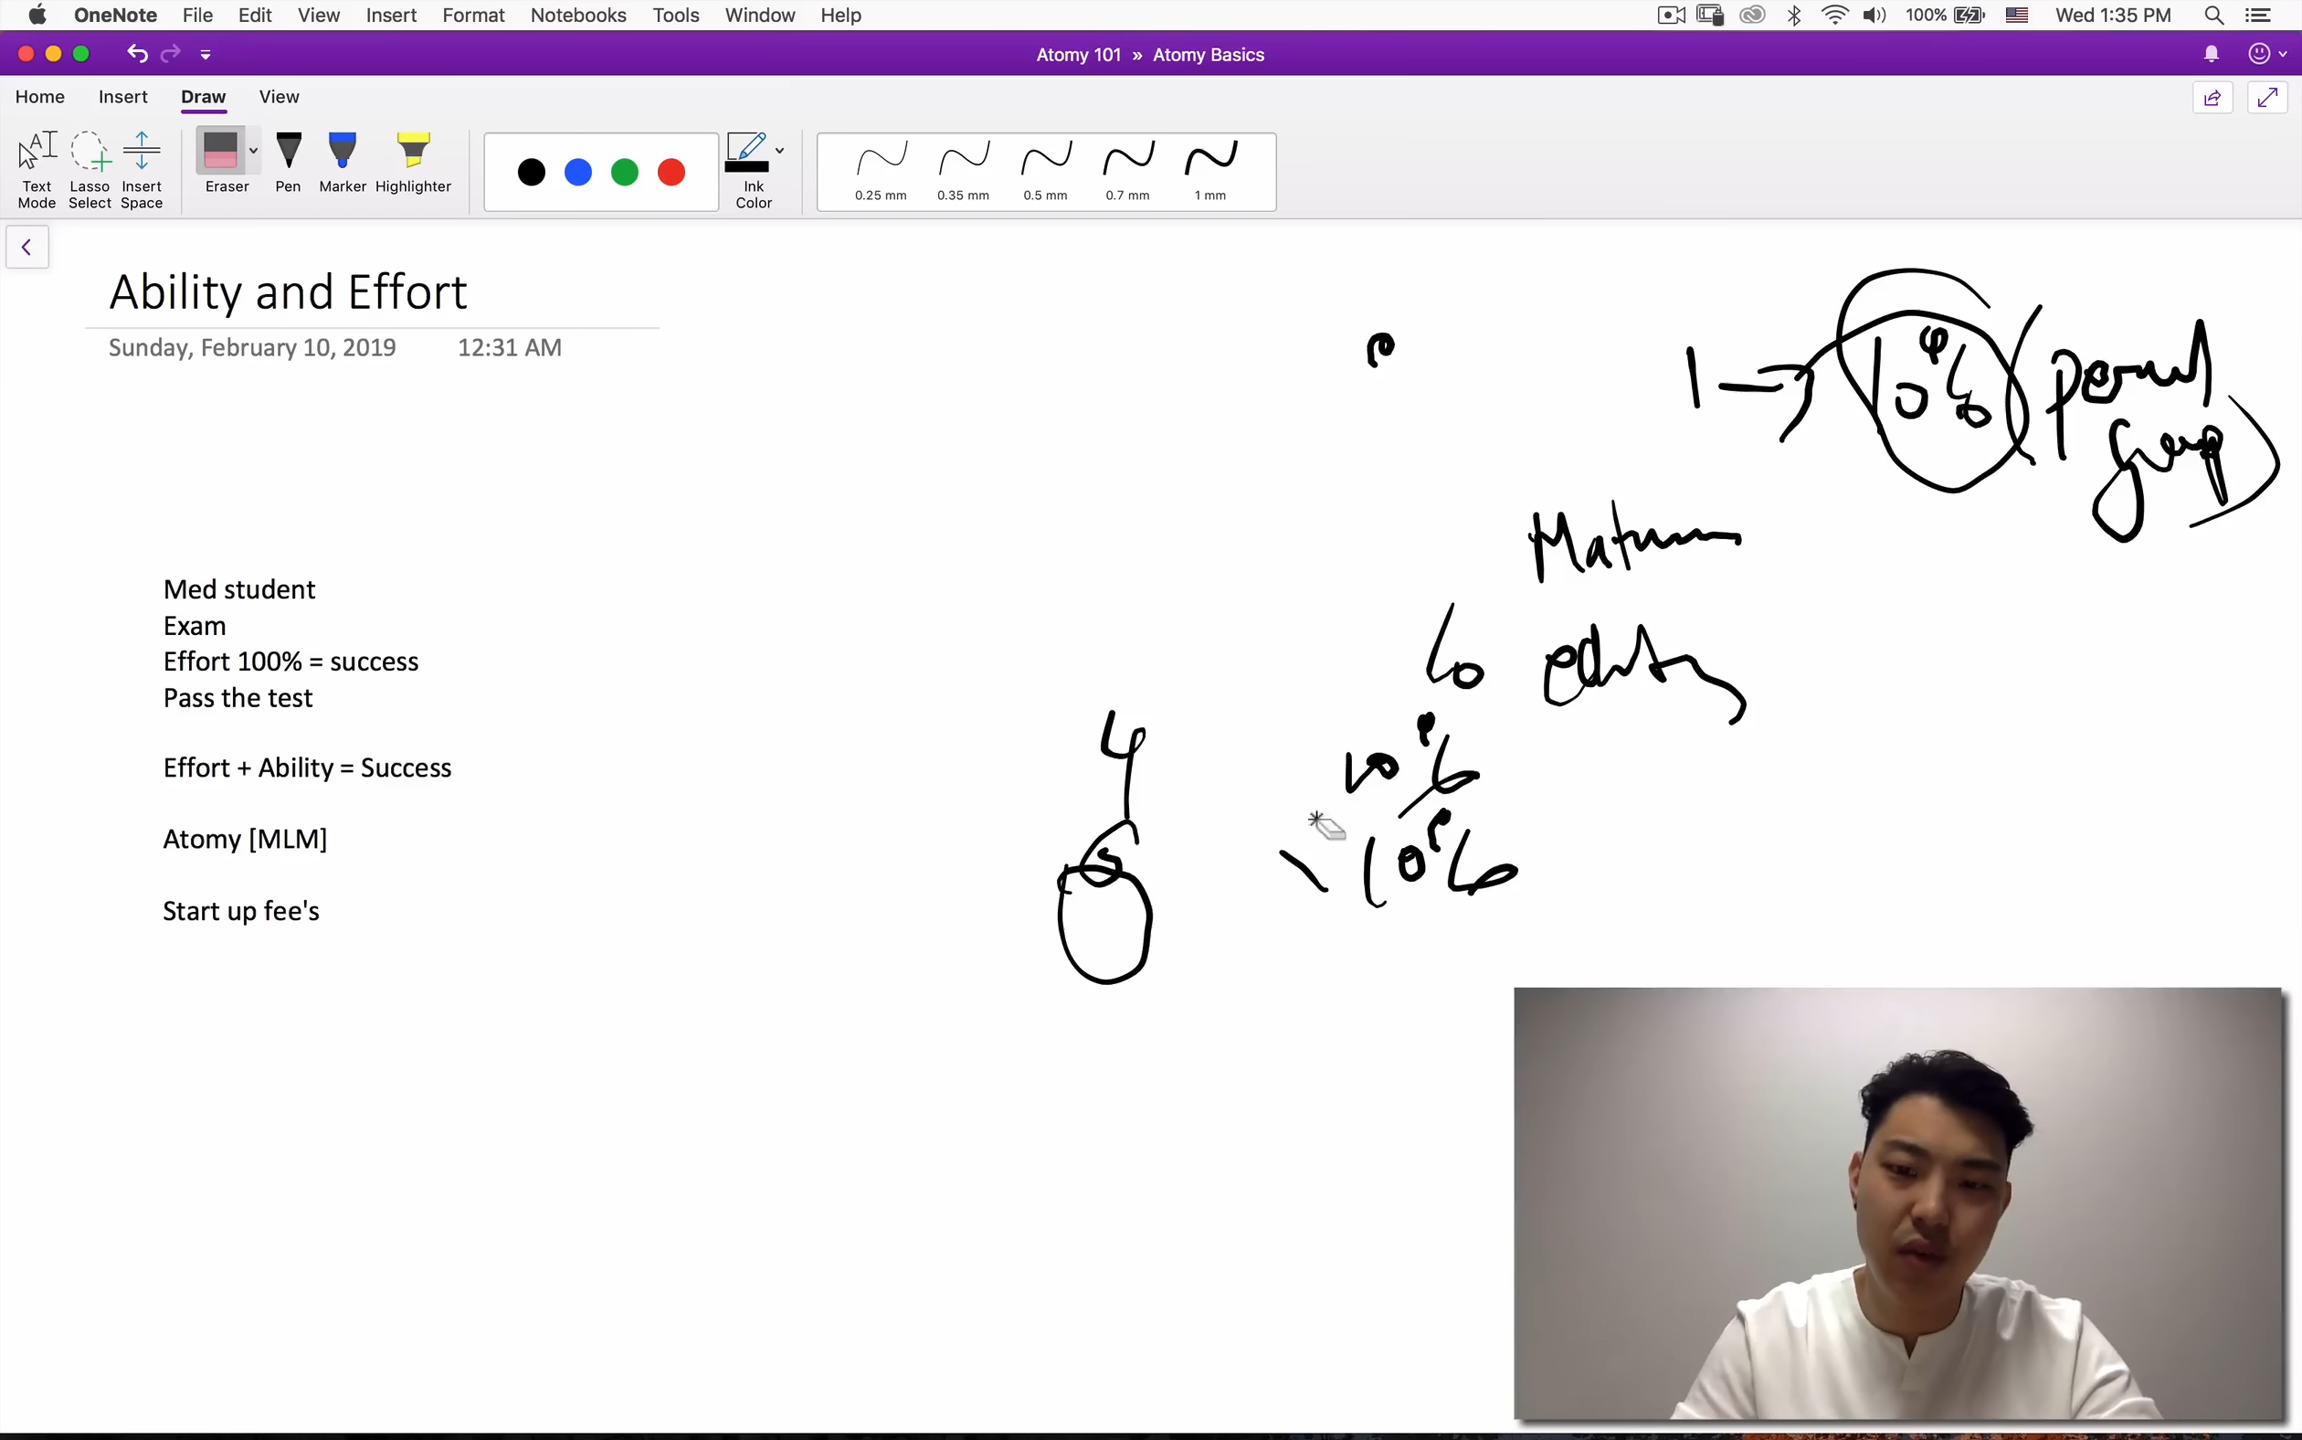 OneNote File Edit View Insert Format Notebooks Tools Window Help 100% Wed 1:35 PM
Atomy 101 » Atomy Basics
Home Insert Draw View
Text Mode
Lasso Select
Insert Space
Eraser
Pen
Marker
Highlighter
Ink Color
0.25 mm 0.35 mm 0.5 mm 0.7 mm 1 mm
Ability and Effort
Sunday, February 10, 2019 12:31 AM
1 10% (
group)
Med student
Exam
Effort 100% = success
Pass the test
Effort + Ability = Success
Atomy [MLM]
Start up fee's
4
10%
10%